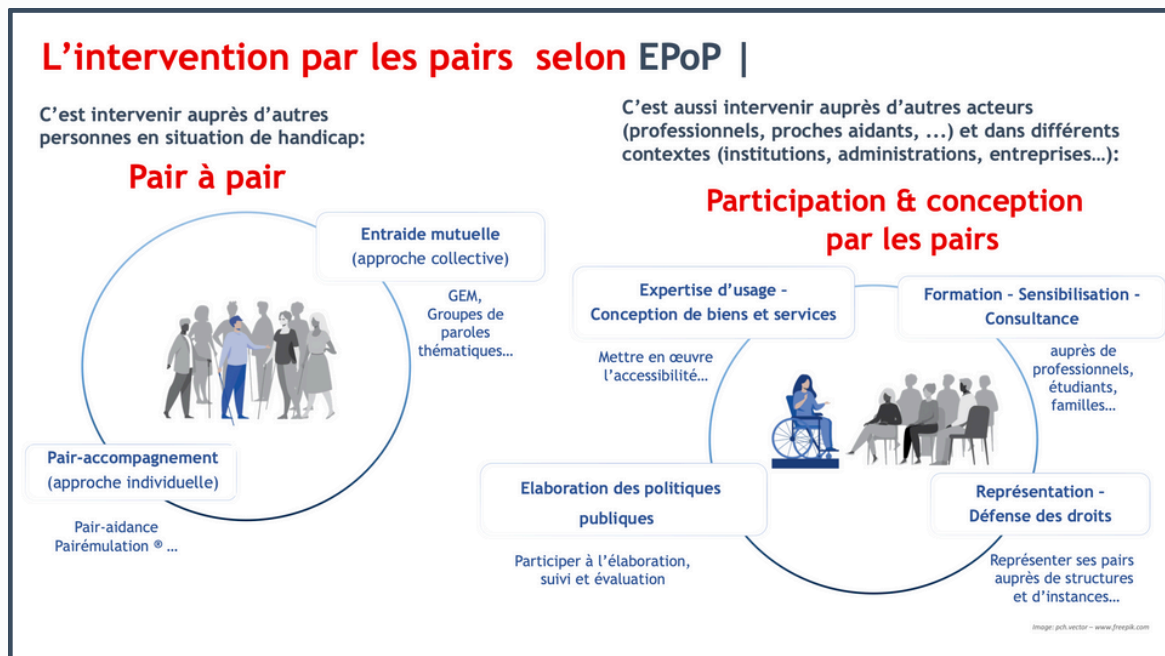 L’intervention par les pairs  selon EPoP |
C’est intervenir auprès d’autres
personnes en situation de handicap:
Pair à pair
Entraide mutuelle
(approche collective)
GEM,
Groupes de
paroles
thématiques…
Pair-accompagnement
(approche individuelle)
Pair-aidance
Pairémulation ® …
C’est aussi intervenir auprès d’autres acteurs
(professionnels, proches aidants, ...) et dans différents
contextes (institutions, administrations, entreprises…):
Participation & conception
par les pairs
Expertise d’usage –
Conception de biens et services
Mettre en œuvre
l’accessibilité…
Formation – Sensibilisation -
Consultance
auprès de
professionnels,
étudiants,
familles…
Elaboration des politiques
publiques
Participer à l’élaboration,
suivi et évaluation
Représentation –
Défense des droits
Représenter ses pairs
auprès de structures
et d’instances…
Image: pch.vector – www.freepik.com